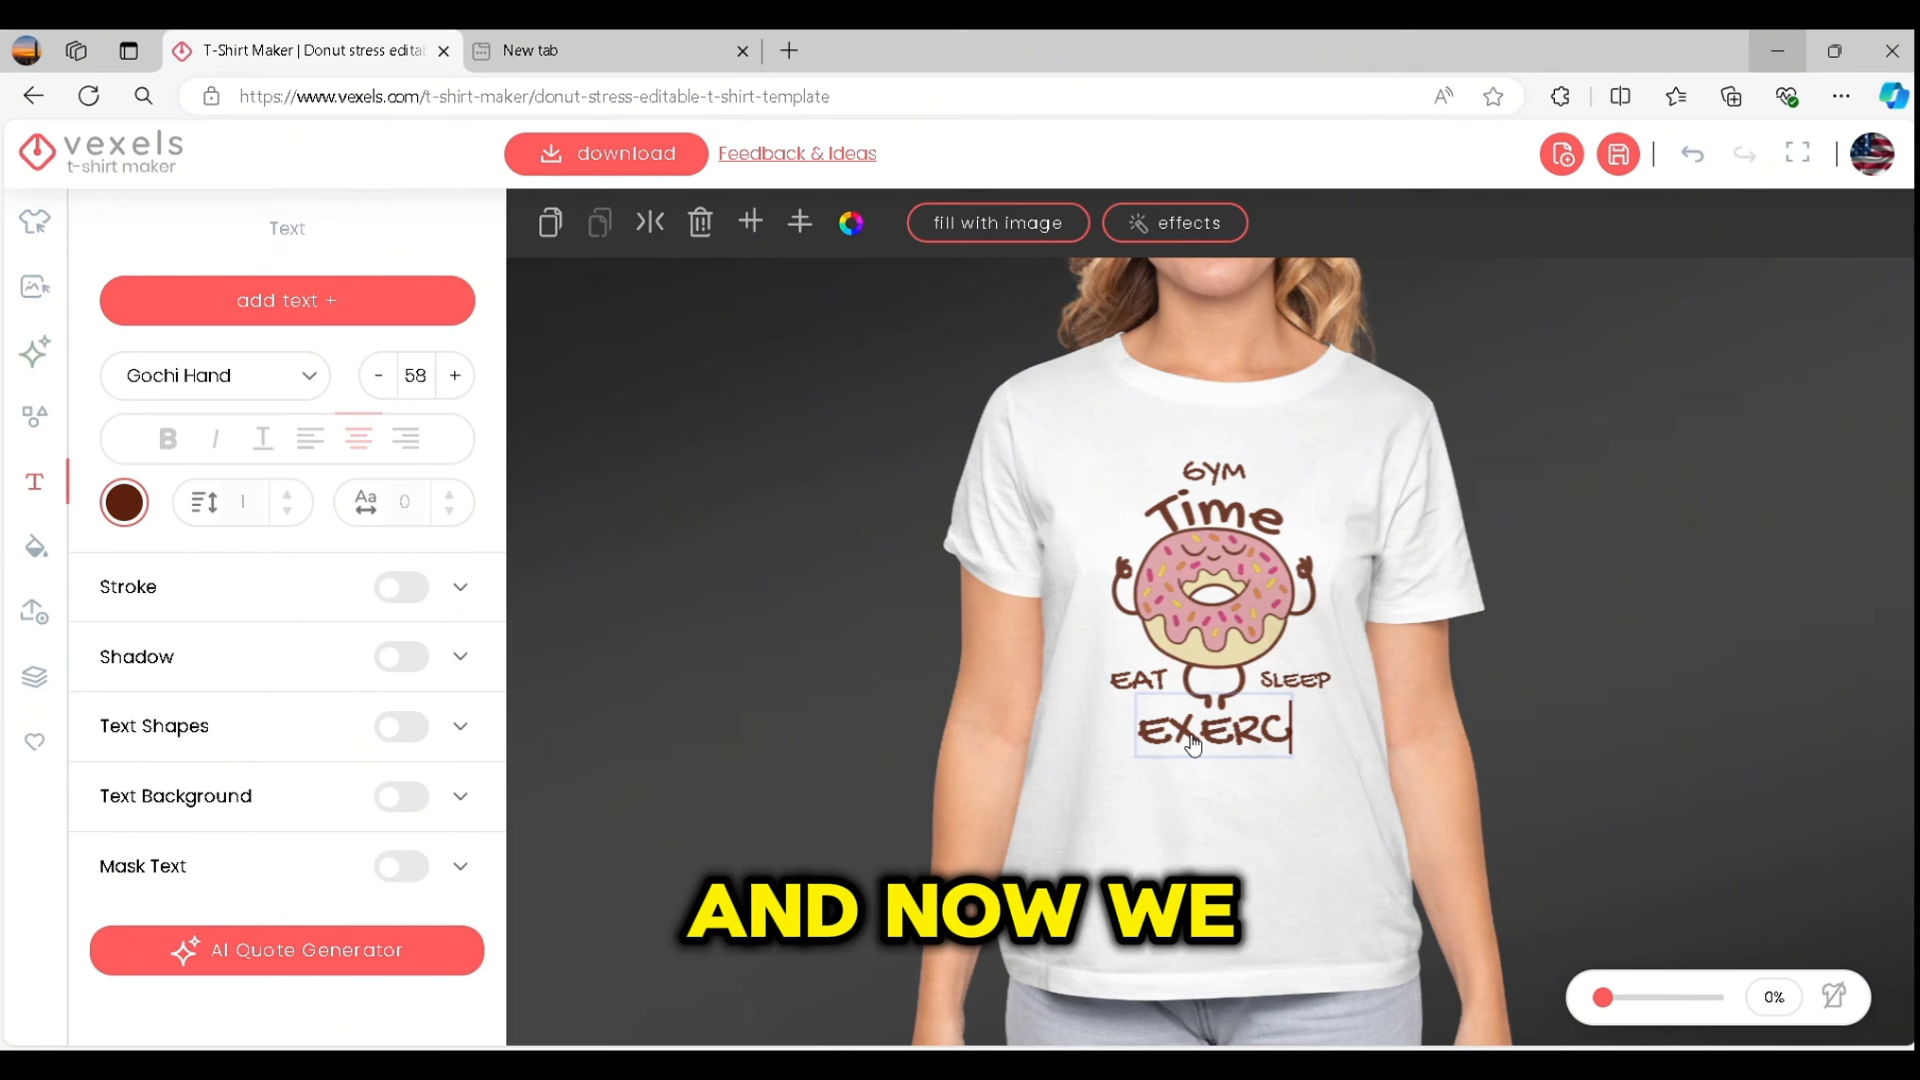 T-Shirt Maker | Donut stress edita
New tab
https://www.vexels.com/t-shirt-maker/donut-stress-editable-t-shirt-template
vexels
t-shirt maker
download
Feedback & Ideas
Text
fill with image
effects
add text +
Gochi Hand
- 58 +
B I T
1
Aa 0
Stroke
Shadow
Text Shapes
Text Background
Mask Text
AI Quote Generator
GYM
Time
EAT SLEEP
EXERC
AND NOW WE
0%